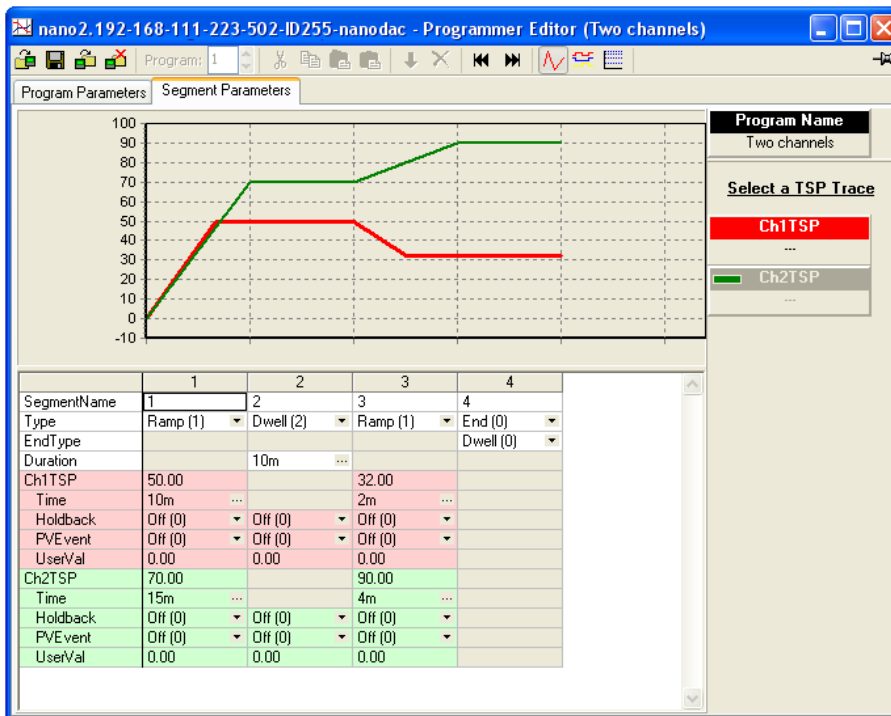 nano2.192-168-111-223-502-ID255-nanodac - Programmer Editor (Two channels)
Program: 1
Program Parameters Segment Parameters
100
90
80
70
60
50
40
30
20
10
0
-10
Program Name
Two channels
Select a TSP Trace
Ch1TSP
---
Ch2TSP
---
1 2 3 4
SegmentName 1 2 3 4
Type Ramp (1) Dwell (2) Ramp (1) End (0)
EndType Dwell (0)
Duration 10m ...
Ch1TSP 50.00 32.00
Time 10m ... 2m ...
Holdback Off (0) Off (0) Off (0)
PVEvent Off (0) Off (0) Off (0)
UserVal 0.00 0.00 0.00
Ch2TSP 70.00 90.00
Time 15m ... 4m ...
Holdback Off (0) Off (0) Off (0)
PVEvent Off (0) Off (0) Off (0)
UserVal 0.00 0.00 0.00